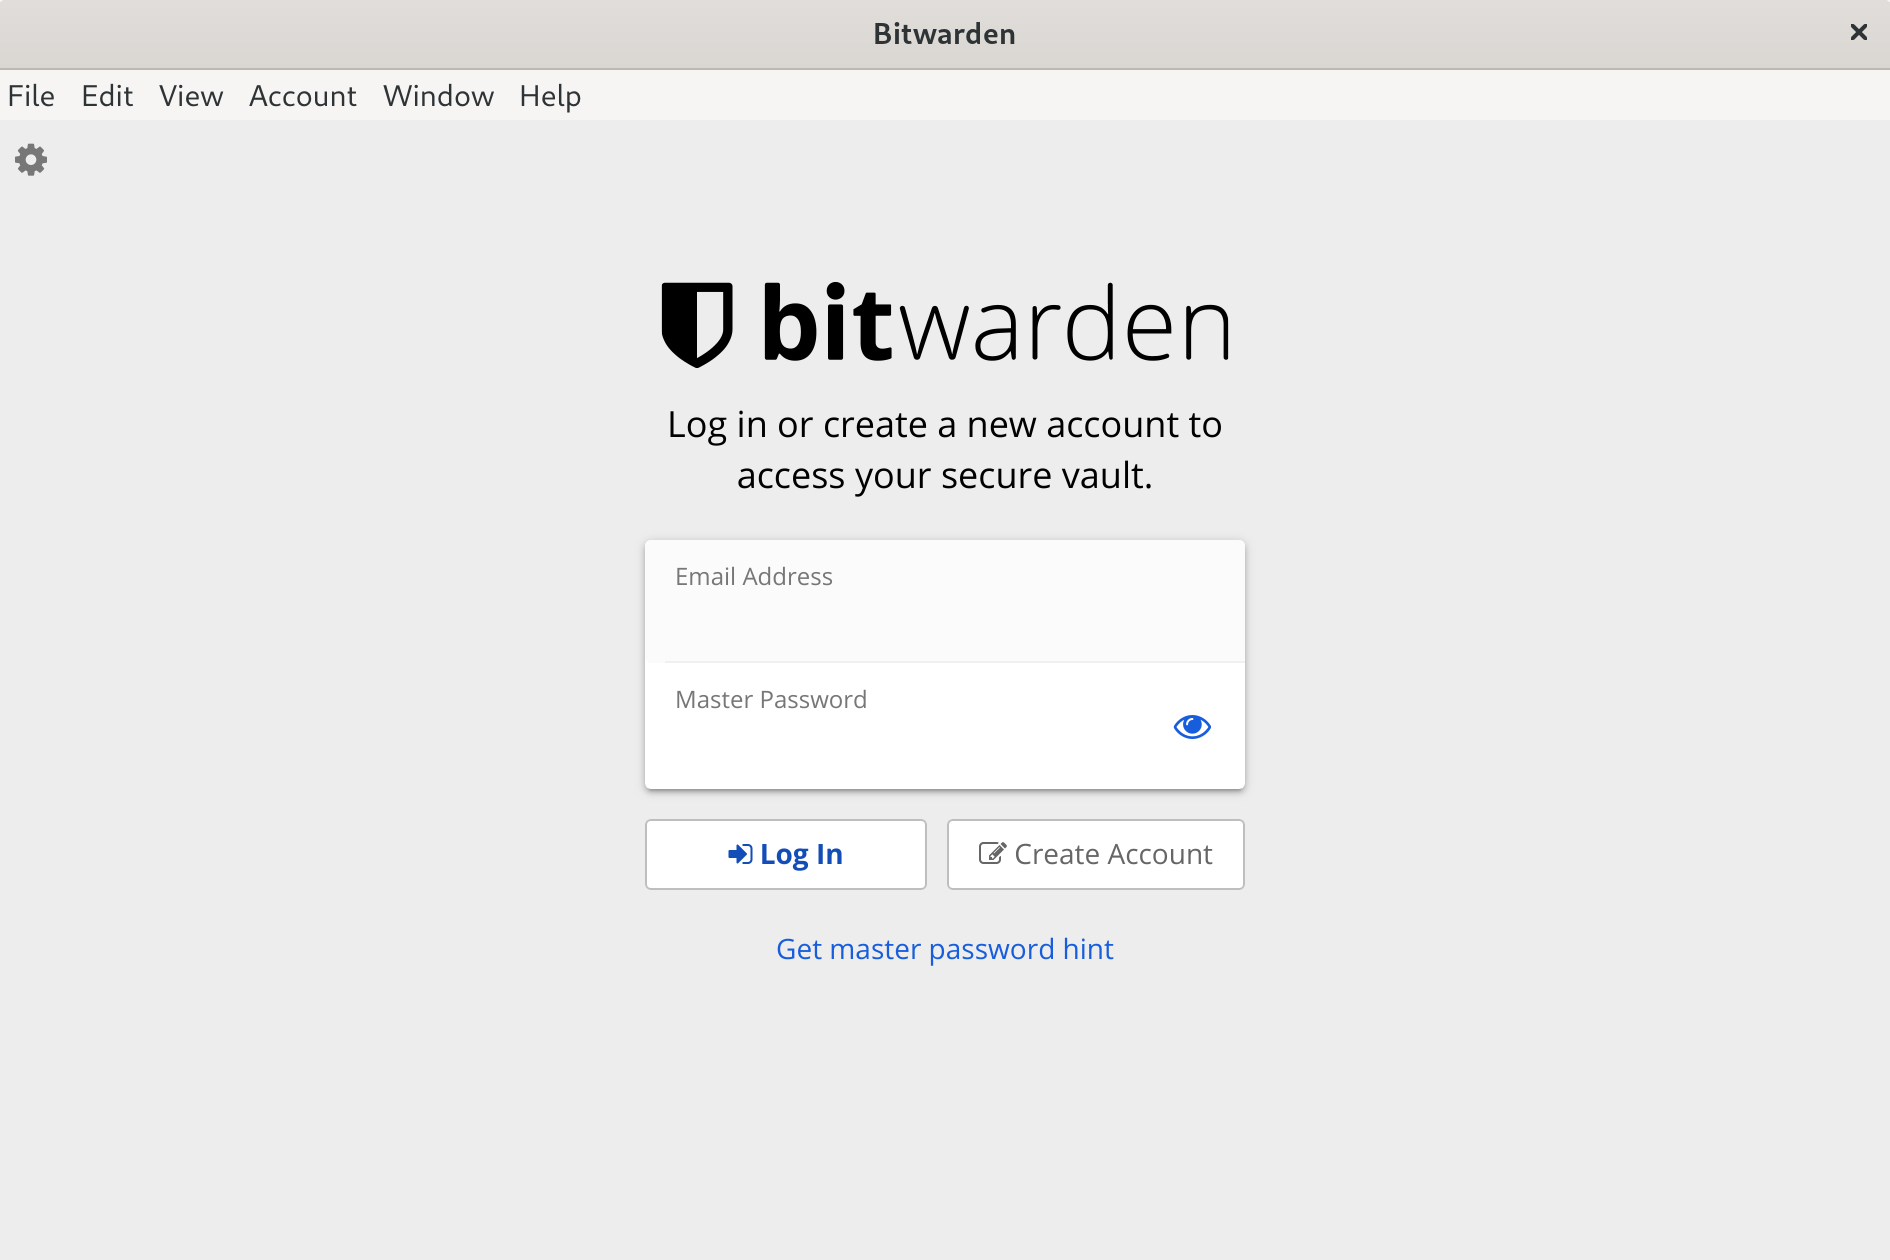 Bitwarden
File Edit View Account Window Help
bitwarden
Log in or create a new account to
access your secure vault.
Email Address
Master Password
Log In Create Account
Get master password hint